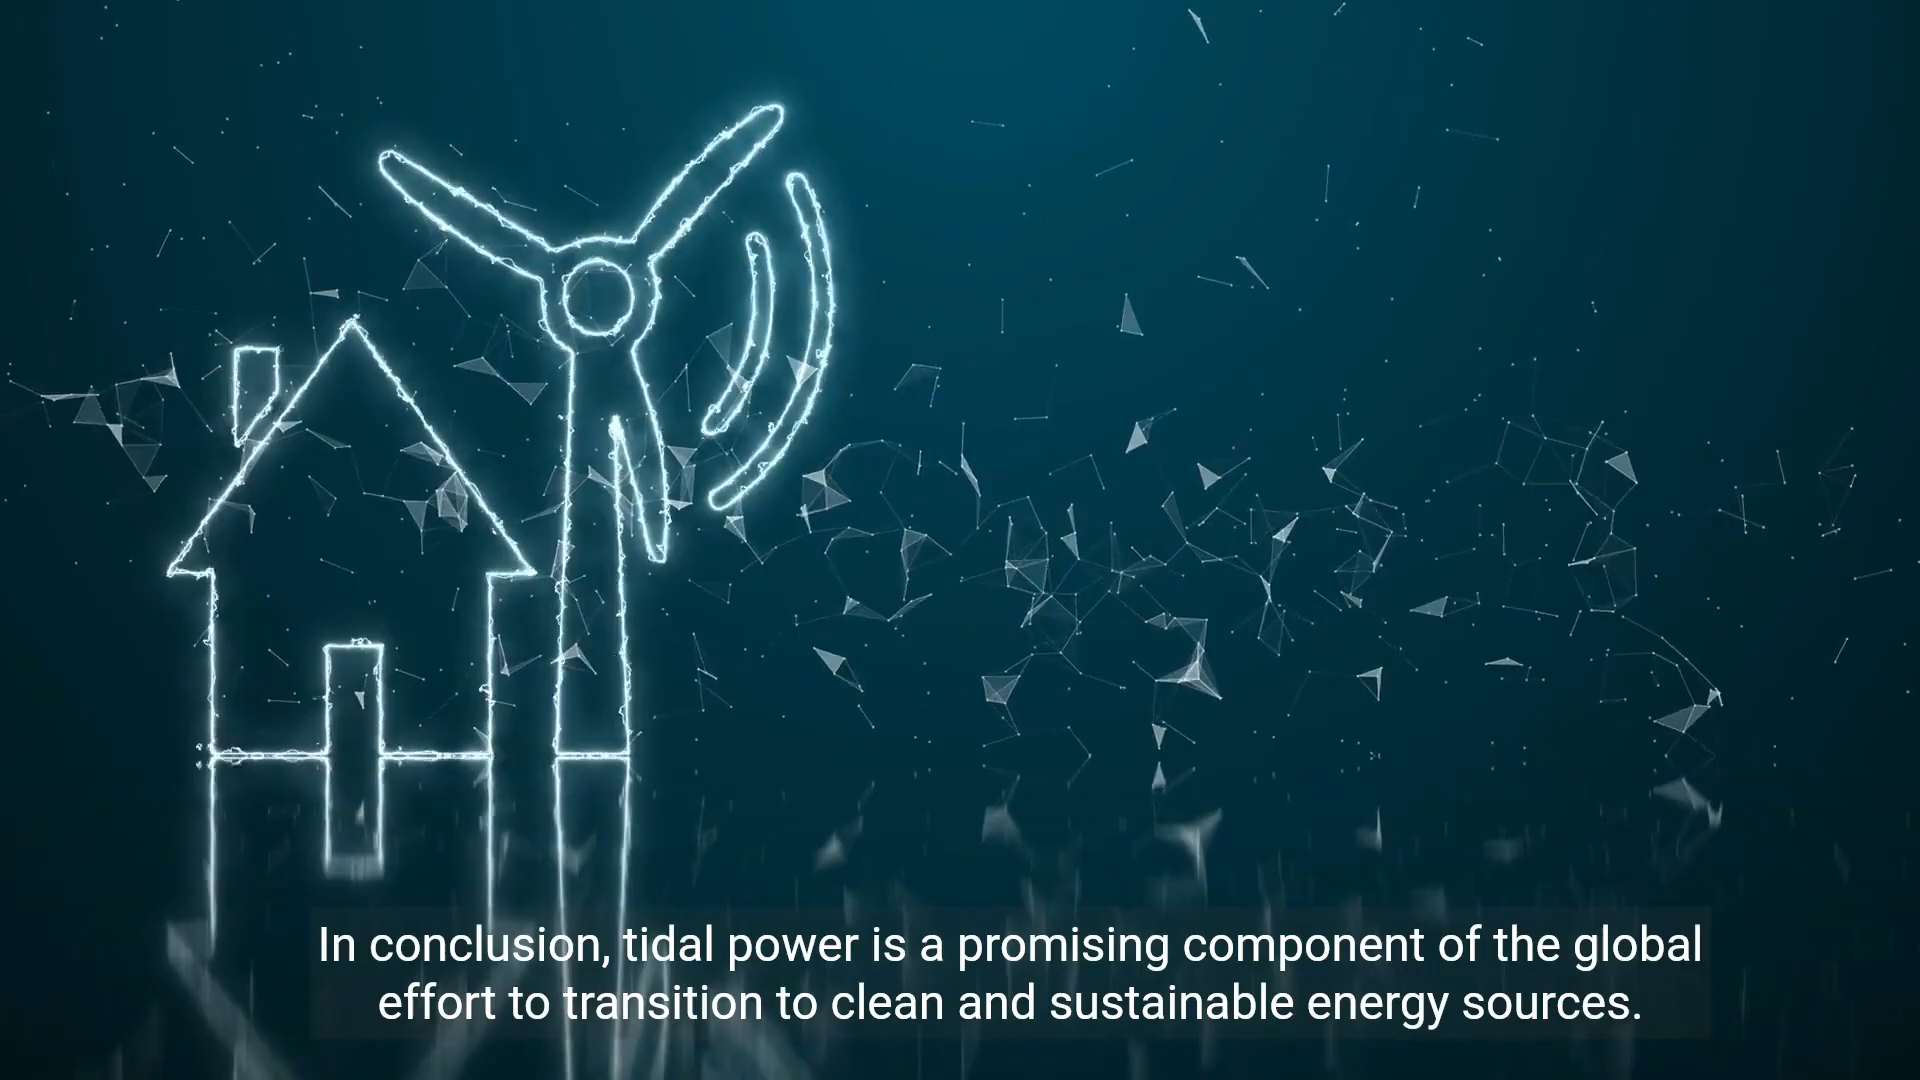 In conclusion, tidal power is a promising component of the global
effort to transition to clean and sustainable energy sources.